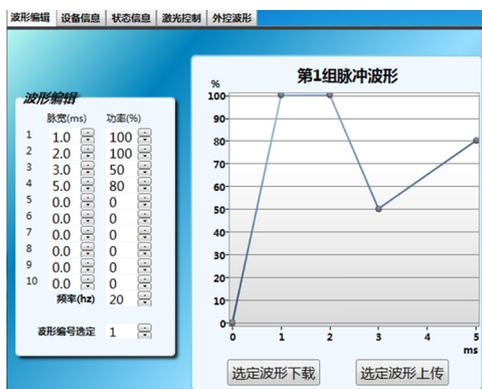 波形编辑 设备信息 状态信息 激光控制 外控波形
波形编辑
脉宽(ms) 功率(%)
1 1.0 100
2 2.0 100
3 3.0 50
4 5.0 80
5 0.0 0
6 0.0 0
7 0.0 0
8 0.0 0
9 0.0 0
10 0.0 0
频率(hz) 20
波形编号选定 1
第1组脉冲波形
%
100
90
80
70
60
50
40
30
20
10
0
0 1 2 3 4 5
ms
选定波形下载 选定波形上传